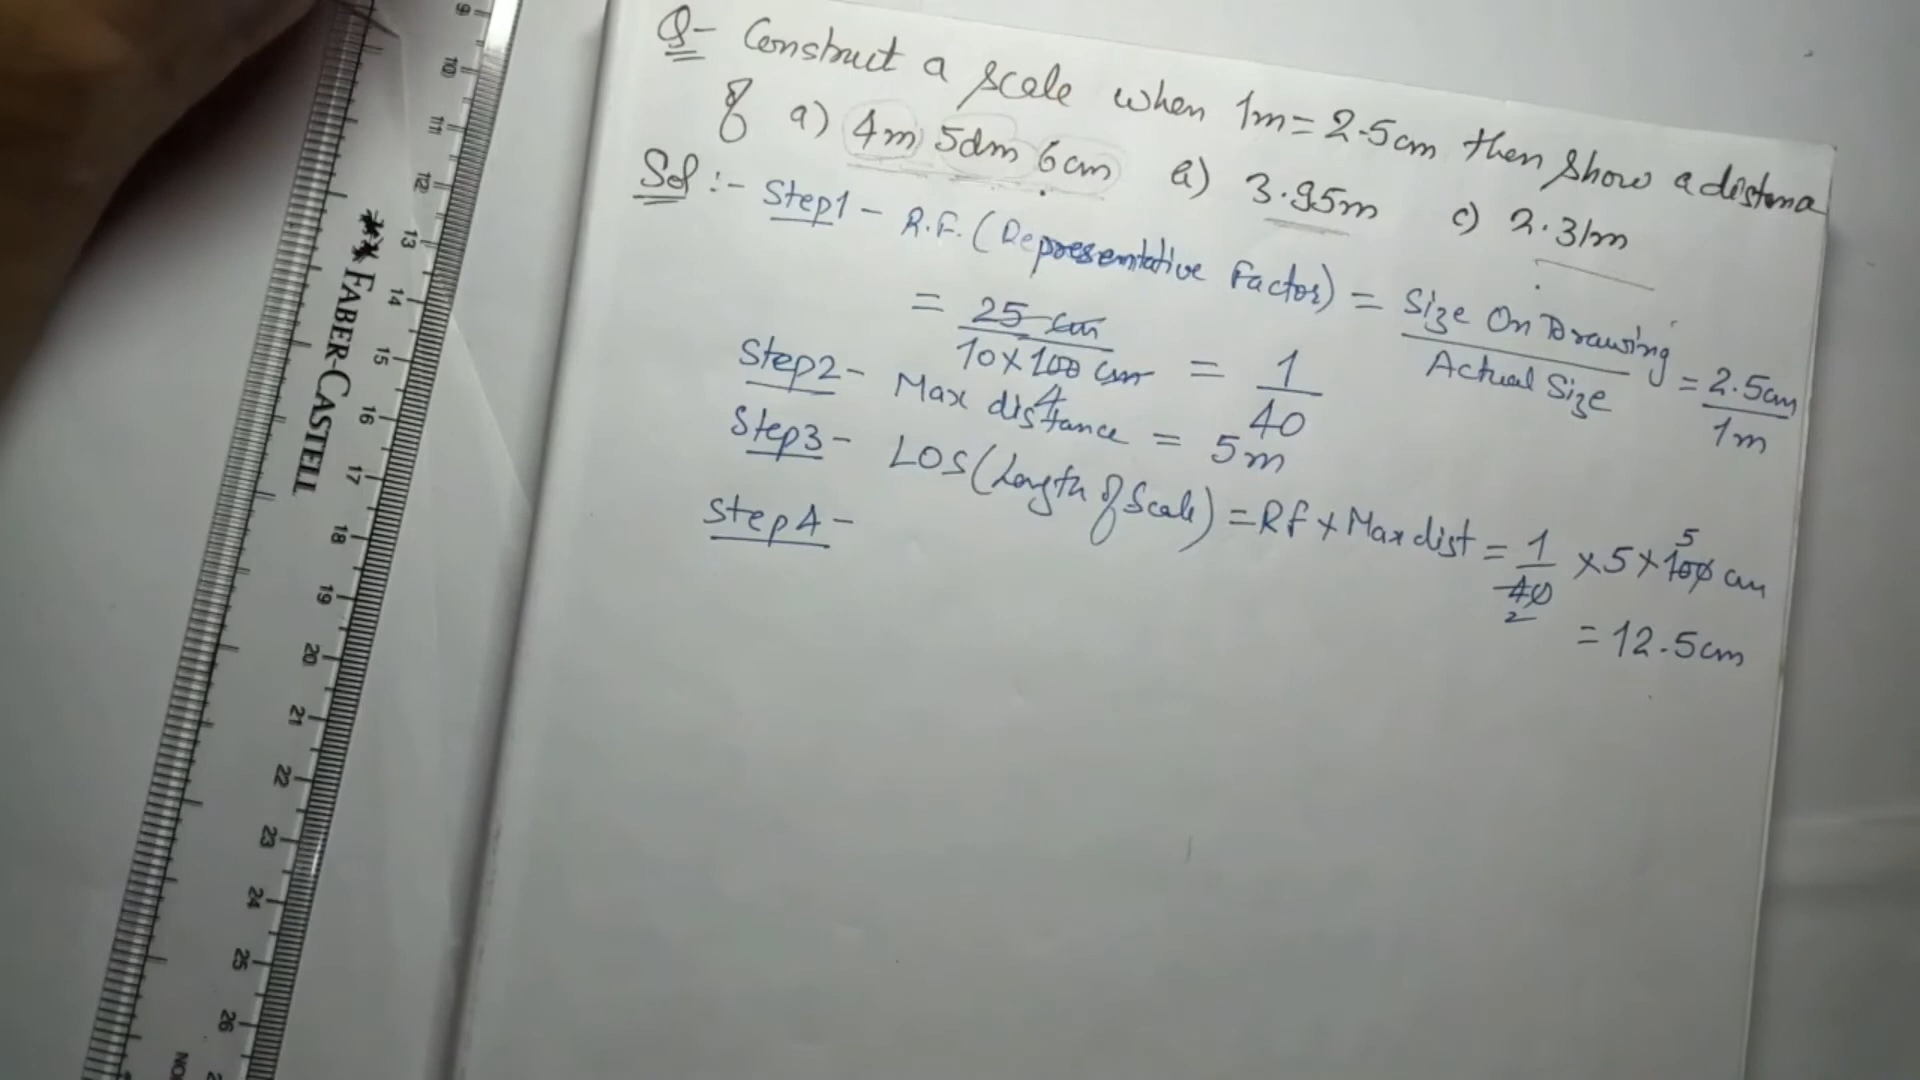 Q- Construct a scale when 1m = 2.5cm then show a distance
of a) 4m 5dm 6cm a) 3.95m c) 2.31m
Sol :- Step1 - R.F. (Representative Factor) = Size On Drawing / Actual Size = 2.5cm / 1m
= 25 cm / 10×100 cm = 1/40
4
Step2 - Max distance = 5m
Step3 - LOS (Length of Scale) = Rf × Max dist = 1/40 × 5 × 100 cm
2 5
= 12.5cm
Step4 -
FABER-CASTELL
9 10 11 12 13 14 15 16 17 18 19 20 21 22 23 24 25 26